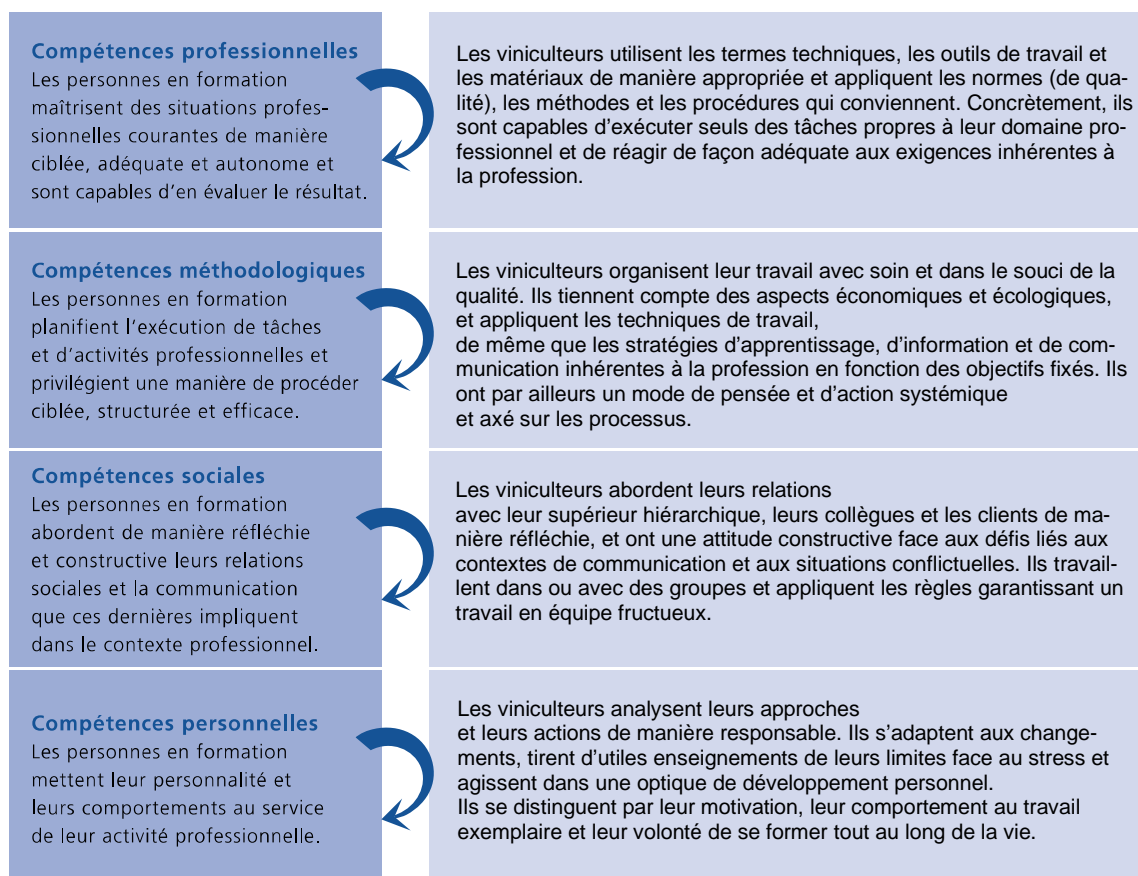 Compétences professionnelles
Les personnes en formation
maîtrisent des situations profes-
sionnelles courantes de manière
ciblée, adéquate et autonome et
sont capables d'en évaluer le résultat.
Les viniculteurs utilisent les termes techniques, les outils de travail et
les matériaux de manière appropriée et appliquent les normes (de qua-
lité), les méthodes et les procédures qui conviennent. Concrètement, ils
sont capables d'exécuter seuls des tâches propres à leur domaine pro-
fessionnel et de réagir de façon adéquate aux exigences inhérentes à
la profession.
Compétences méthodologiques
Les personnes en formation
planifient l'exécution de tâches
et d'activités professionnelles et
privilégient une manière de procéder
ciblée, structurée et efficace.
Les viniculteurs organisent leur travail avec soin et dans le souci de la
qualité. Ils tiennent compte des aspects économiques et écologiques,
et appliquent les techniques de travail,
de même que les stratégies d'apprentissage, d'information et de com-
munication inhérentes à la profession en fonction des objectifs fixés. Ils
ont par ailleurs un mode de pensée et d'action systémique
et axé sur les processus.
Compétences sociales
Les personnes en formation
abordent de manière réfléchie
et constructive leurs relations
sociales et la communication
que ces dernières impliquent
dans le contexte professionnel.
Les viniculteurs abordent leurs relations
avec leur supérieur hiérarchique, leurs collègues et les clients de ma-
nière réfléchie, et ont une attitude constructive face aux défis liés aux
contextes de communication et aux situations conflictuelles. Ils travail-
lent dans ou avec des groupes et appliquent les règles garantissant un
travail en équipe fructueux.
Compétences personnelles
Les personnes en formation
mettent leur personnalité et
leurs comportements au service
de leur activité professionnelle.
Les viniculteurs analysent leurs approches
et leurs actions de manière responsable. Ils s'adaptent aux change-
ments, tirent d'utiles enseignements de leurs limites face au stress et
agissent dans une optique de développement personnel.
Ils se distinguent par leur motivation, leur comportement au travail
exemplaire et leur volonté de se former tout au long de la vie.